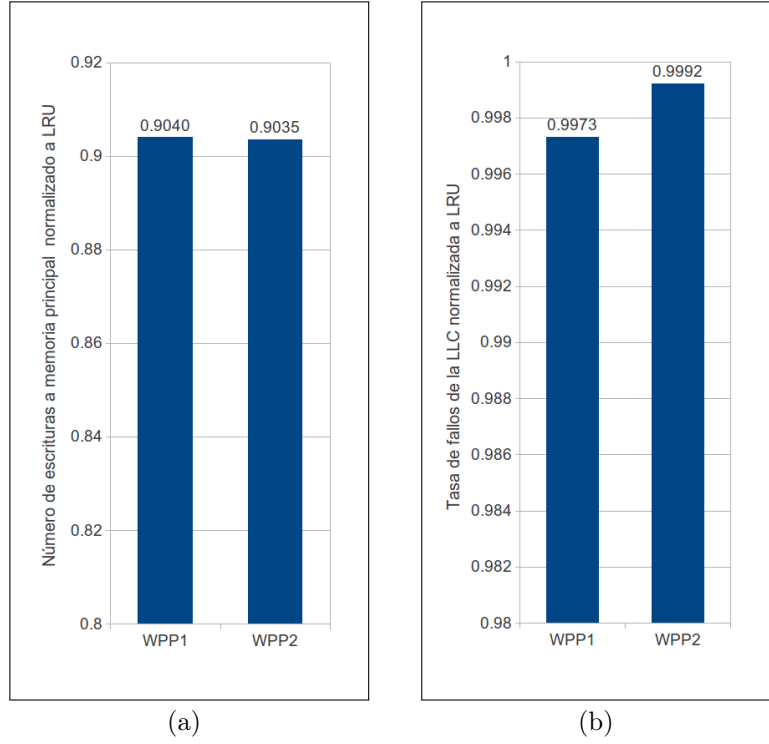 Número de escrituras a memoria principal normalizado a LRU
0.92
0.9
0.88
0.86
0.84
0.82
0.8
0.9040
0.9035
WPP1
WPP2
(a)
Tasa de fallos de la LLC normalizada a LRU
1
0.998
0.996
0.994
0.992
0.99
0.988
0.986
0.984
0.982
0.98
0.9973
0.9992
WPP1
WPP2
(b)